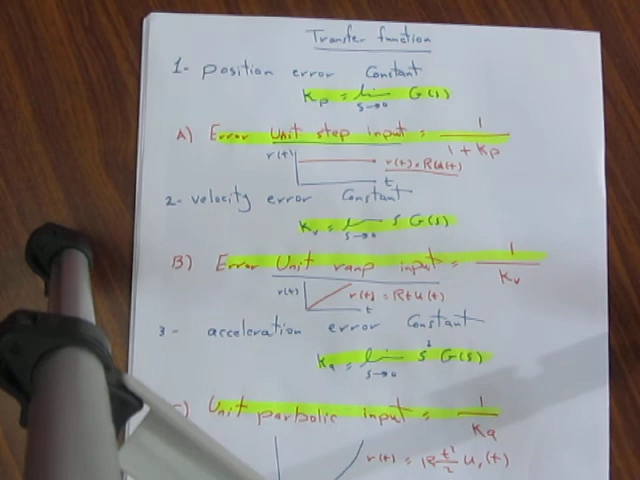 Transfer function
1- position error Constant
Kp = lim G(s)
s→0
A) Error Unit step input = 1 / 1 + Kp
r(t)
r(t) = Ru(t)
t
2- velocity error Constant
Kv = lim s G(s)
s→0
B) Error Unit ramp input = 1 / Kv
r(t)
r(t) = Rtu(t)
t
3- acceleration error Constant
Ka = lim s² G(s)
s→0
Unit parbolic input = 1 / Ka
r(t) = R t²/2 u,(t)